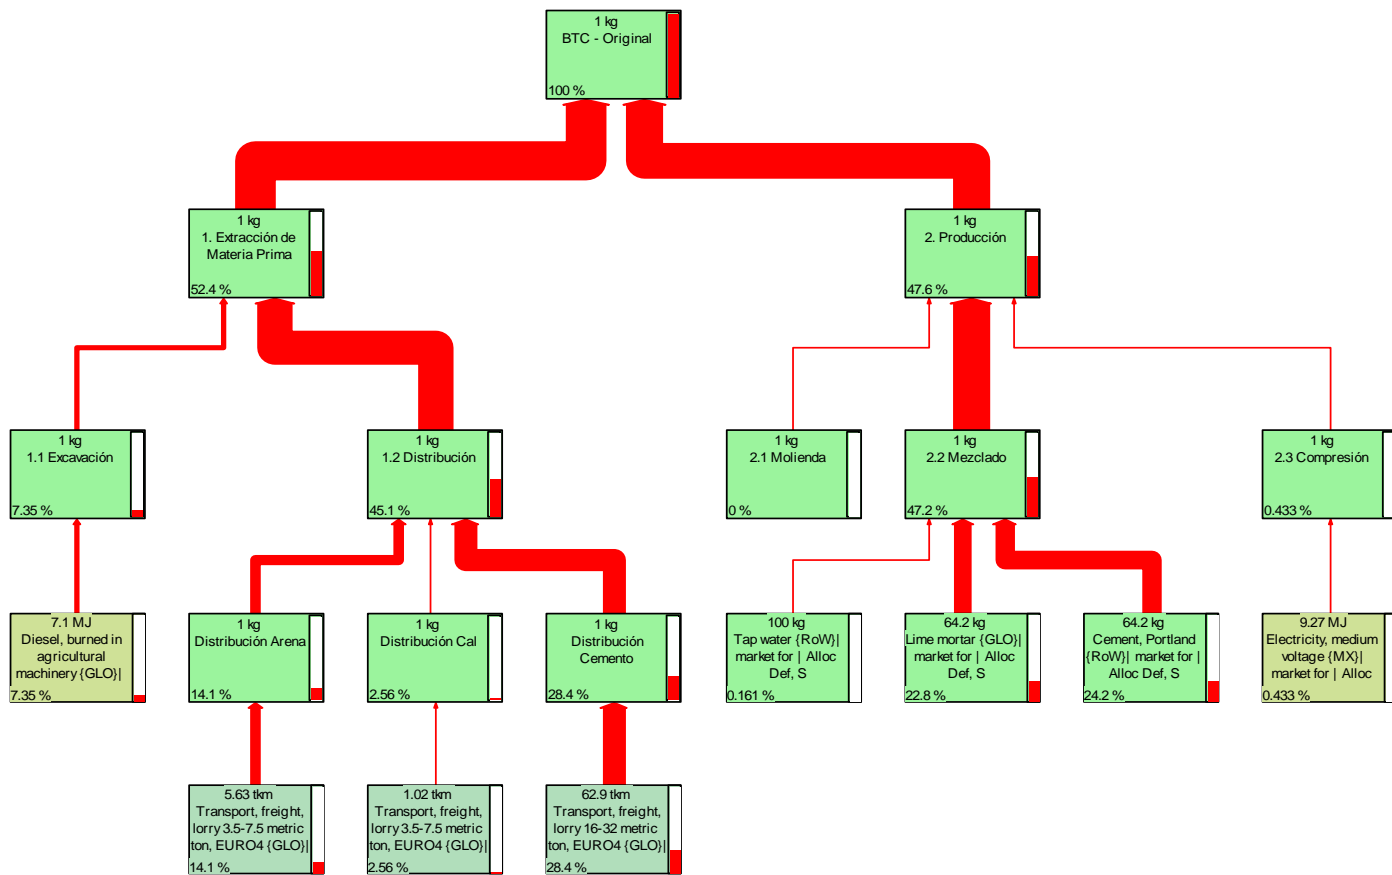 1 kg
BTC - Original
100 %
1 kg
1. Extracción de
Materia Prima
52.4 %
1 kg
2. Producción
47.6 %
1 kg
1.1 Excavación
7.35 %
1 kg
1.2 Distribución
45.1 %
1 kg
2.1 Molienda
0 %
1 kg
2.2 Mezclado
47.2 %
1 kg
2.3 Compresión
0.433 %
7.1 MJ
Diesel, burned in
agricultural
machinery {GLO}|
7.35 %
1 kg
Distribución Arena
14.1 %
1 kg
Distribución Cal
2.56 %
1 kg
Distribución
Cemento
28.4 %
100 kg
Tap water {RoW}|
market for | Alloc
Def, S
0.161 %
64.2 kg
Lime mortar {GLO}|
market for | Alloc
Def, S
22.8 %
64.2 kg
Cement, Portland
{RoW}| market for |
Alloc Def, S
24.2 %
9.27 MJ
Electricity, medium
voltage {MX}|
market for | Alloc
0.433 %
5.63 tkm
Transport, freight,
lorry 3.5-7.5 metric
ton, EURO4 {GLO}|
14.1 %
1.02 tkm
Transport, freight,
lorry 3.5-7.5 metric
ton, EURO4 {GLO}|
2.56 %
62.9 tkm
Transport, freight,
lorry 16-32 metric
ton, EURO4 {GLO}|
28.4 %